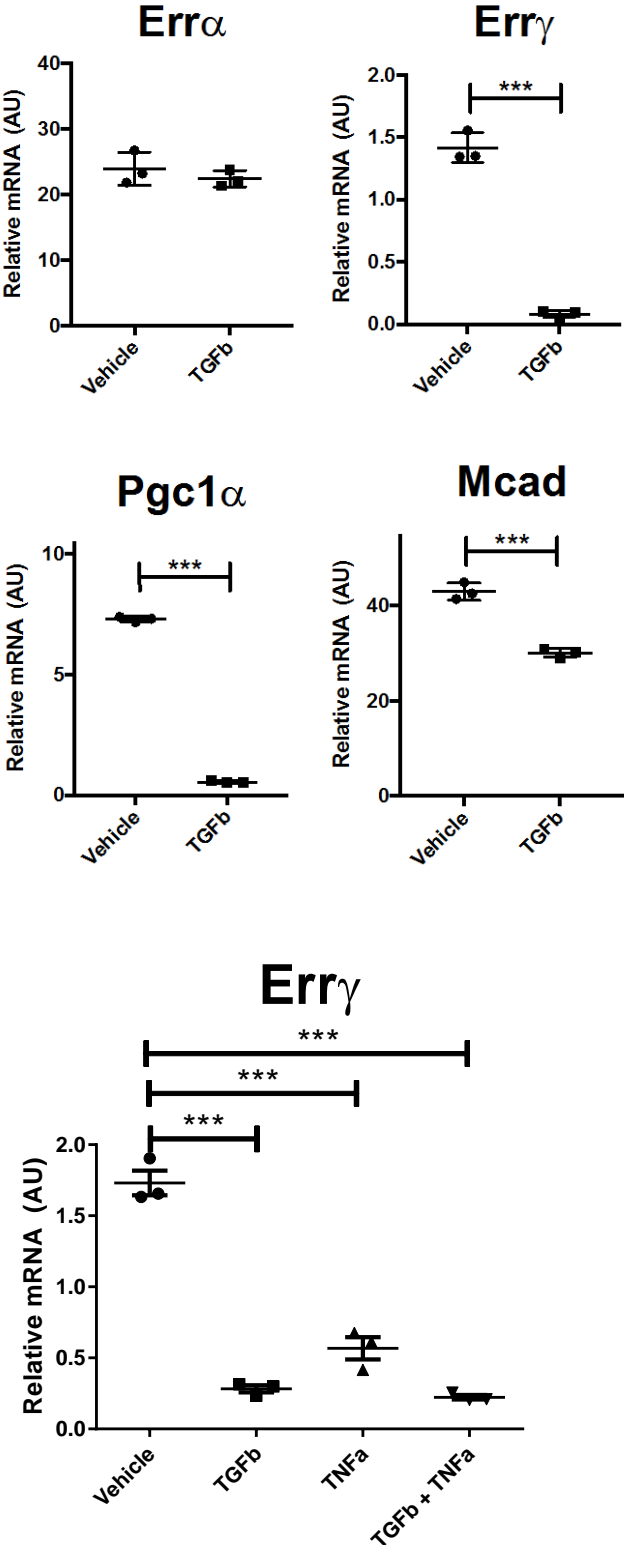 Errα
Relative mRNA (AU)
40
30
20
10
0
Vehicle
TGFb
Errγ
Relative mRNA (AU)
2.0
1.5
1.0
0.5
0.0
***
Vehicle
TGFb
Pgc1α
Relative mRNA (AU)
10
5
0
***
Vehicle
TGFb
Mcad
Relative mRNA (AU)
40
20
0
***
Vehicle
TGFb
Errγ
***
***
***
Relative mRNA (AU)
2.0
1.5
1.0
0.5
0.0
Vehicle
TGFb
TNFa
TGFb + TNFa